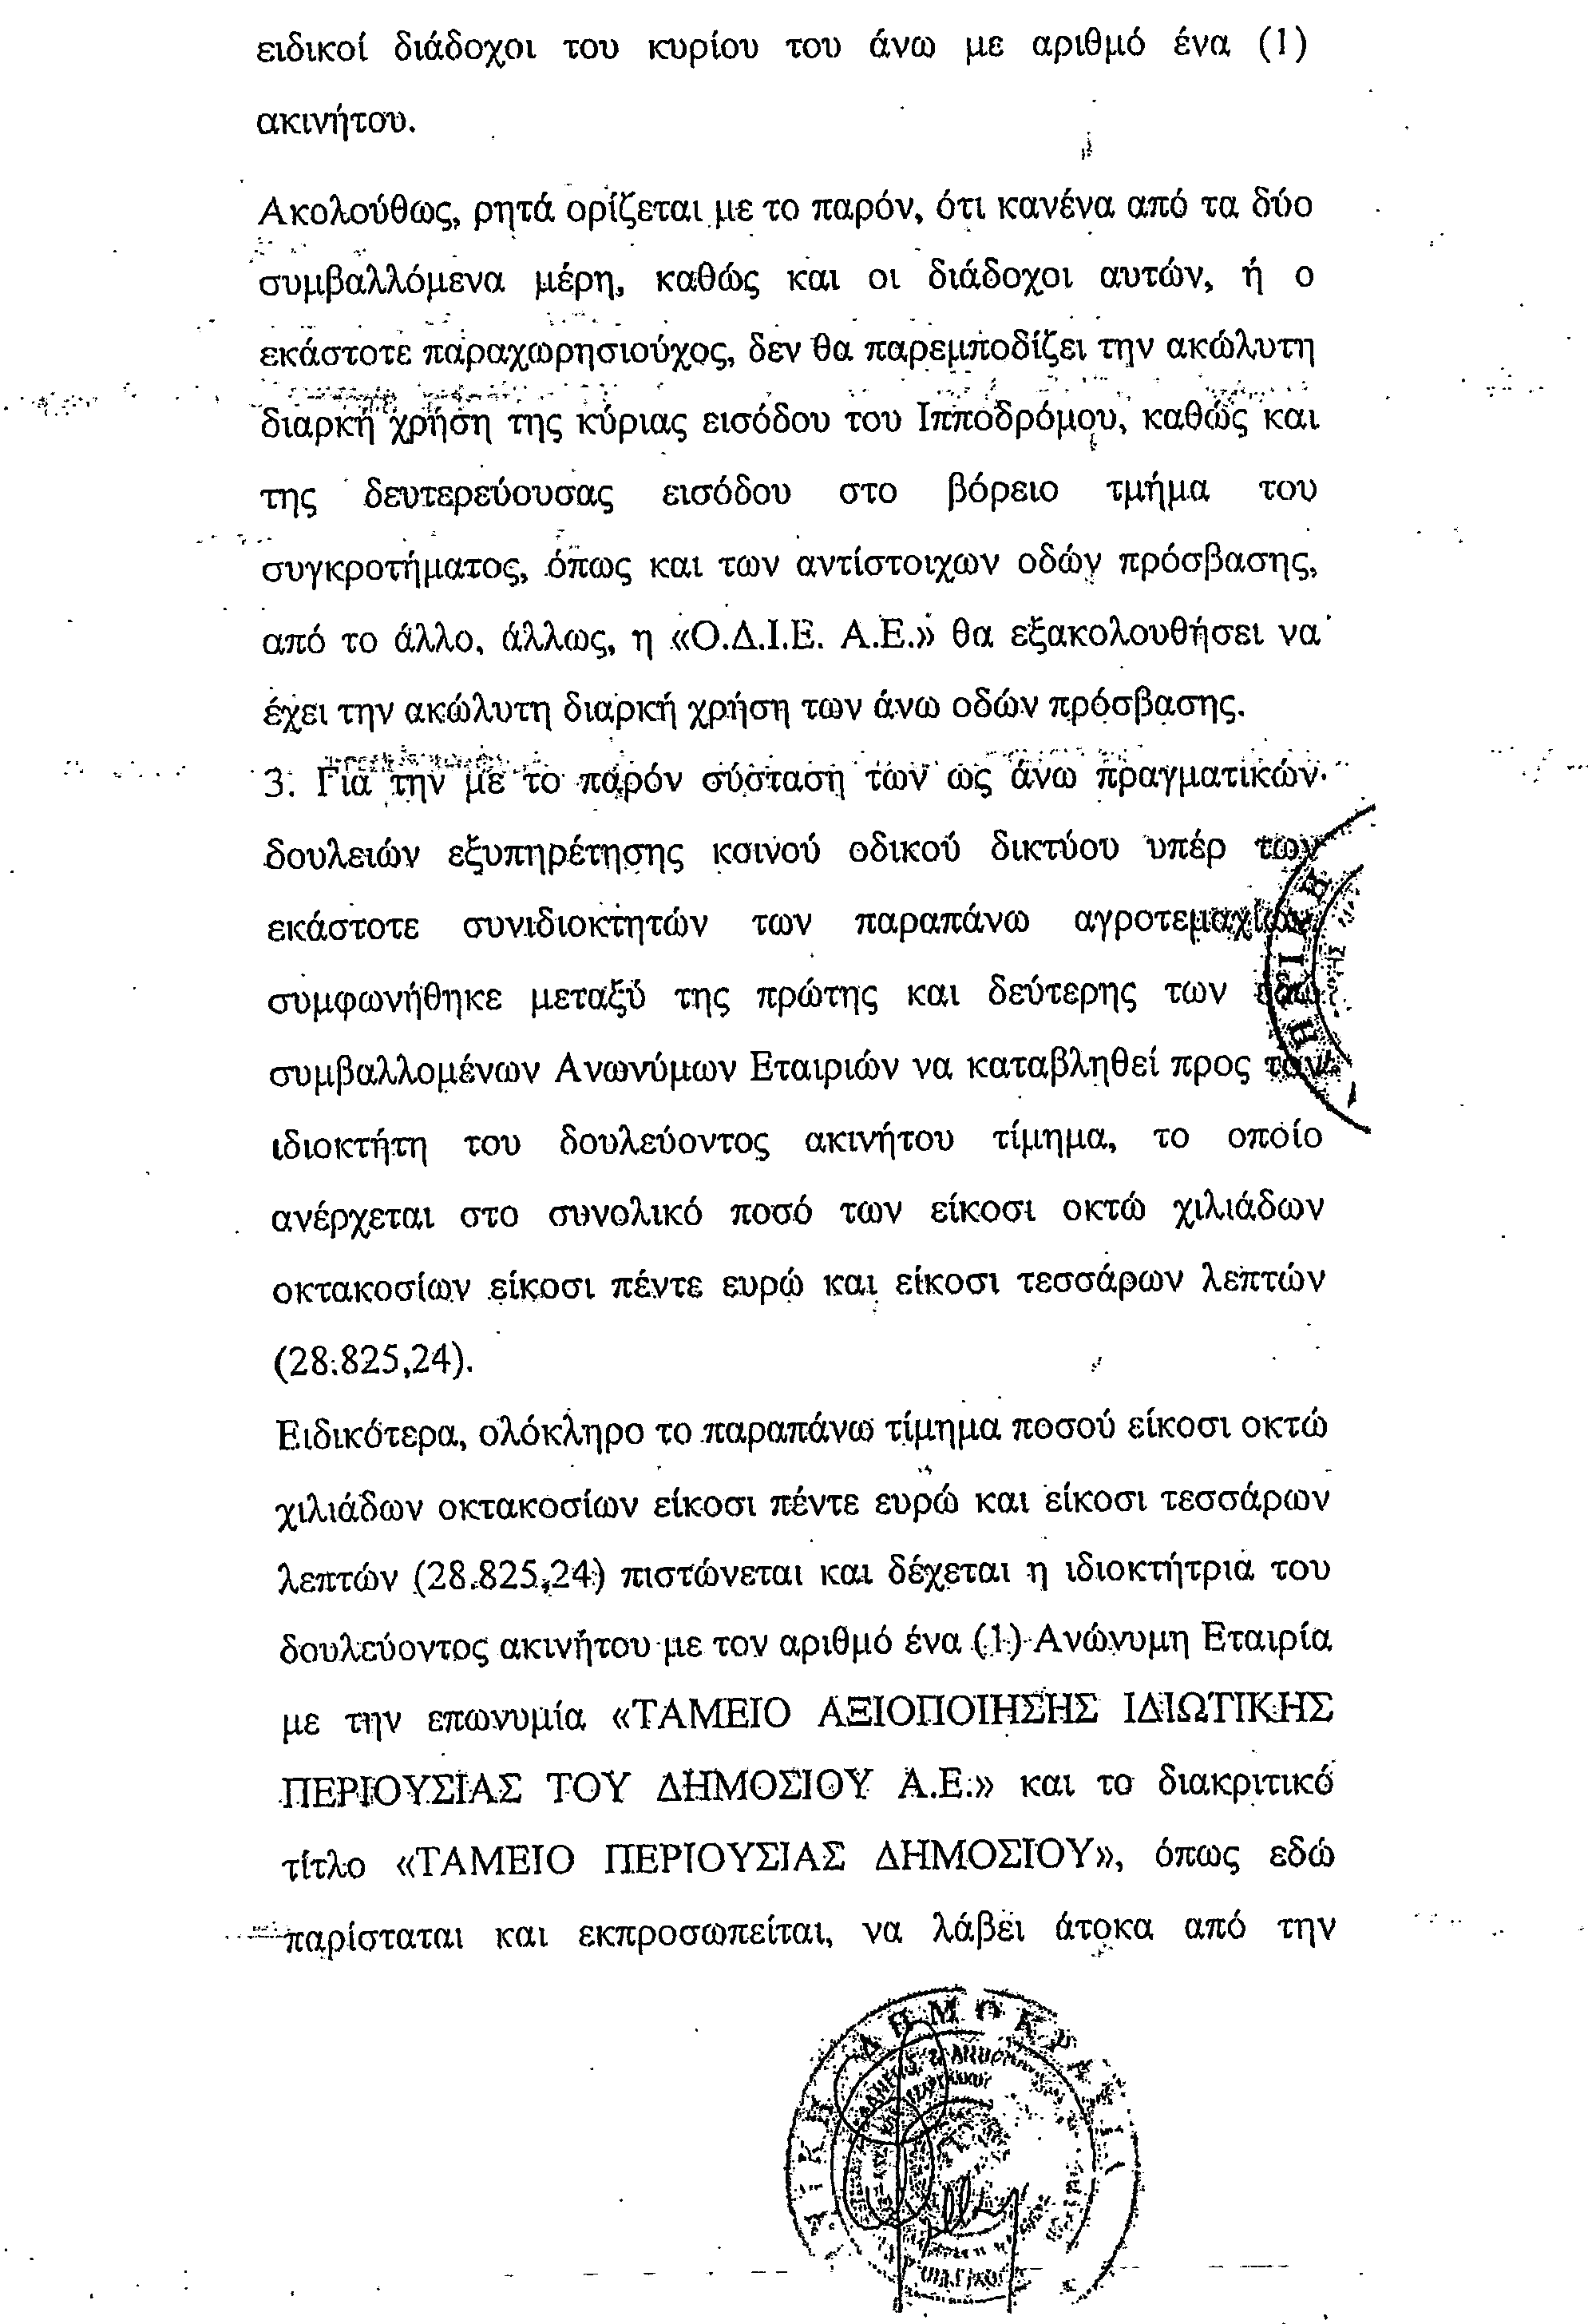 ειδικοί διάδοχοι του κυρίου του άνω με αριθμό ένα (1)
ακινήτου.
Ακολούθως, ρητά ορίζεται με το παρόν, ότι κανένα από τα δύο
συμβαλλόμενα μέρη, καθώς και οι διάδοχοι αυτών, ή ο
εκάστοτε παραχωρησιούχος, δεν θα παρεμποδίζει την ακώλυτη
διαρκή χρήση της κύριας εισόδου του Ιπποδρόμου, καθώς και
της δευτερεύουσας εισόδου στο βόρειο τμήμα του
συγκροτήματος, όπως και των αντίστοιχων οδών πρόσβασης,
από το άλλο, άλλως, η «Ο.Δ.Ι.Ε. Α.Ε.» θα εξακολουθήσει να
έχει την ακώλυτη διαρκή χρήση των άνω οδών πρόσβασης.
3. Για την με το παρόν σύσταση των ως άνω πραγματικών
δουλειών εξυπηρέτησης κοινού οδικού δικτύου υπέρ των
εκάστοτε συνιδιοκτητών των παραπάνω αγροτεμαχίων,
συμφωνήθηκε μεταξύ της πρώτης και δεύτερης των εδώ
συμβαλλομένων Ανωνύμων Εταιριών να καταβληθεί προς τον
ιδιοκτήτη του δουλεύοντος ακινήτου τίμημα, το οποίο
ανέρχεται στο συνολικό ποσό των είκοσι οκτώ χιλιάδων
οκτακοσίων είκοσι πέντε ευρώ και είκοσι τεσσάρων λεπτών
(28.825,24).
Ειδικότερα, ολόκληρο το παραπάνω τίμημα ποσού είκοσι οκτώ
χιλιάδων οκτακοσίων είκοσι πέντε ευρώ και είκοσι τεσσάρων
λεπτών (28.825,24) πιστώνεται και δέχεται η ιδιοκτήτρια του
δουλεύοντος ακινήτου με τον αριθμό ένα (1) Ανώνυμη Εταιρία
με την επωνυμία «ΤΑΜΕΙΟ ΑΞΙΟΠΟΙΗΣΗΣ ΙΔΙΩΤΙΚΗΣ
ΠΕΡΙΟΥΣΙΑΣ ΤΟΥ ΔΗΜΟΣΙΟΥ Α.Ε.» και το διακριτικό
τίτλο «ΤΑΜΕΙΟ ΠΕΡΙΟΥΣΙΑΣ ΔΗΜΟΣΙΟΥ», όπως εδώ
παρίσταται και εκπροσωπείται, να λάβει άτοκα από την